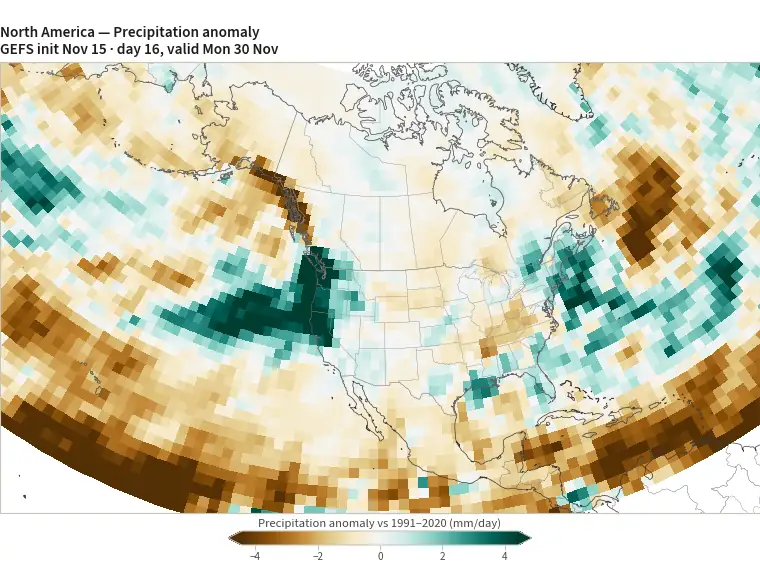 North America — Precipitation anomaly
GEFS init Nov 15 · day 16, valid Mon 30 Nov
Precipitation anomaly vs 1991–2020 (mm/day)
−4 −2 0 2 4